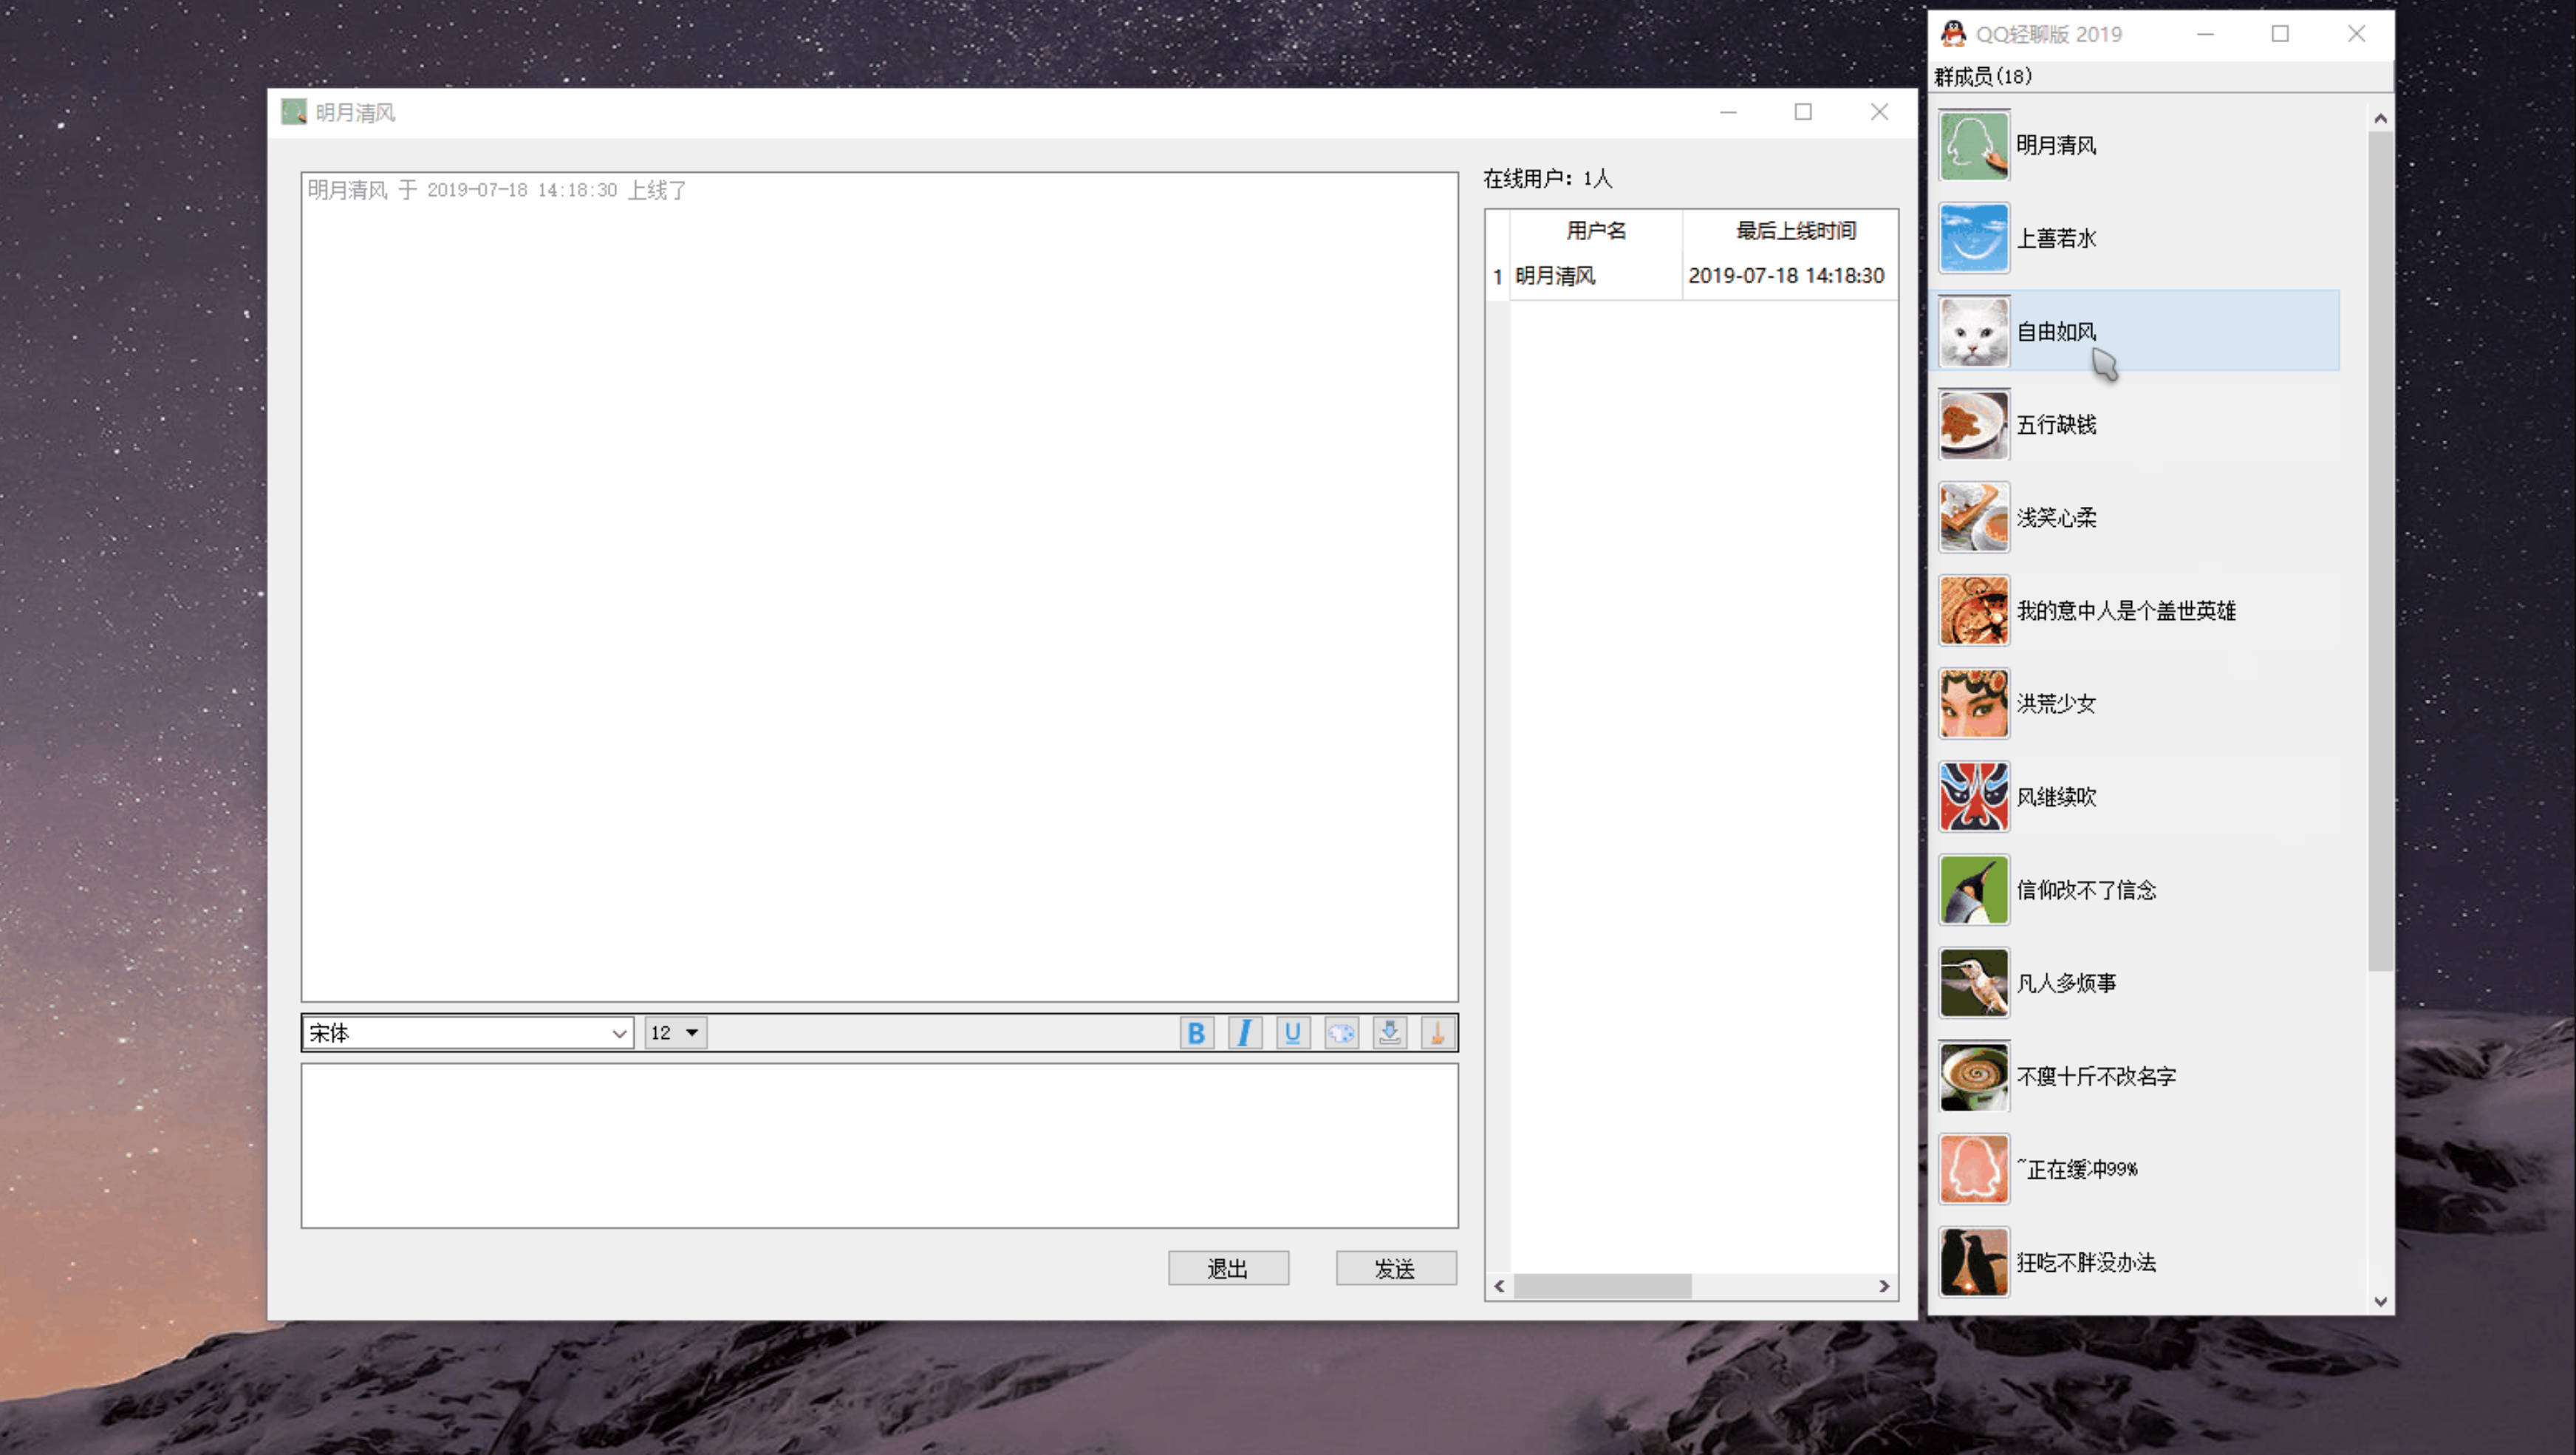 QQ轻聊版 2019
群成员(18)
明月清风
上善若水
自由如风
五行缺钱
浅笑心柔
我的意中人是个盖世英雄
洪荒少女
风继续吹
信仰改不了信念
凡人多烦事
不瘦十斤不改名字
~正在缓冲99%
狂吃不胖没办法
明月清风
明月清风 于 2019-07-18 14:18:30 上线了
在线用户: 1人
用户名 最后上线时间
1 明月清风 2019-07-18 14:18:30
宋体 12 B I U
退出 发送